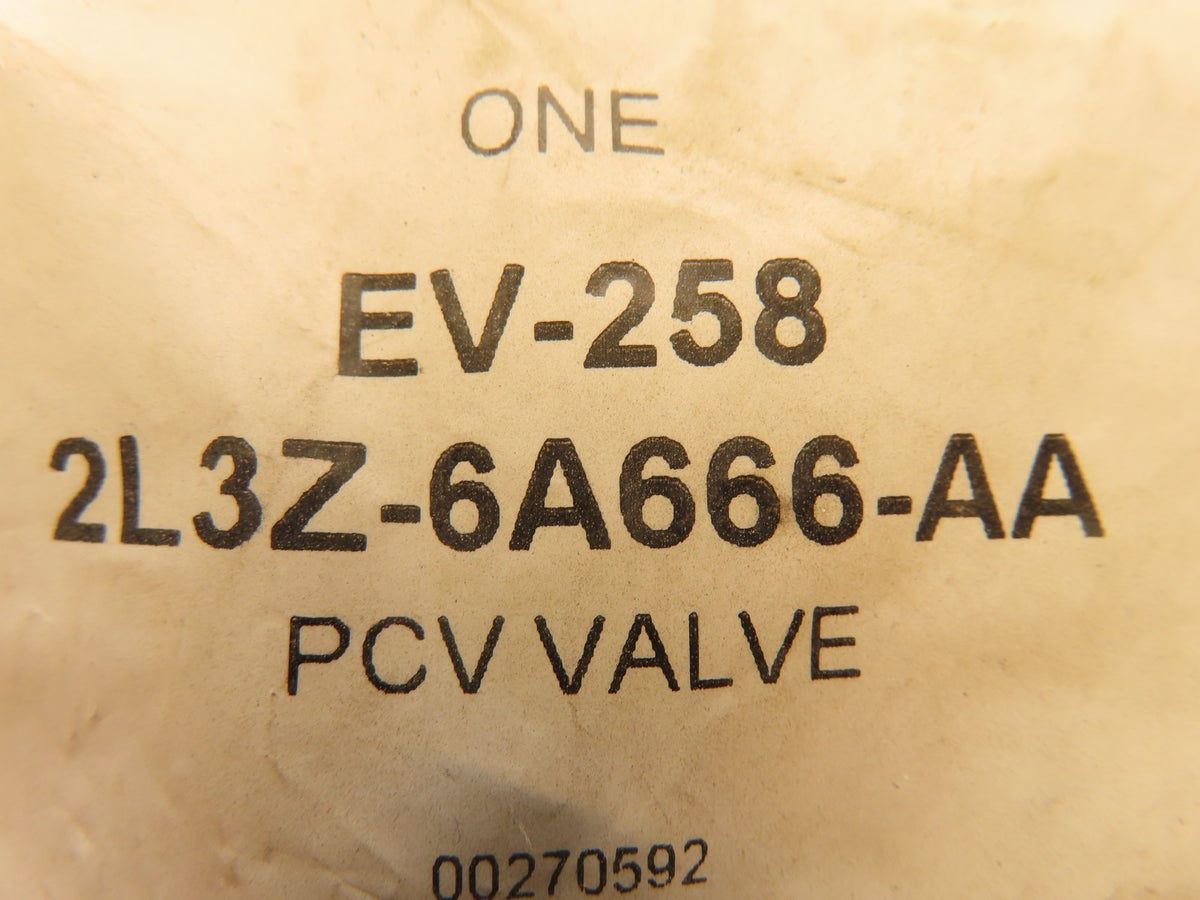 ONE
EV-258
2L3Z-6A666-AA
PCV VALVE
00270592